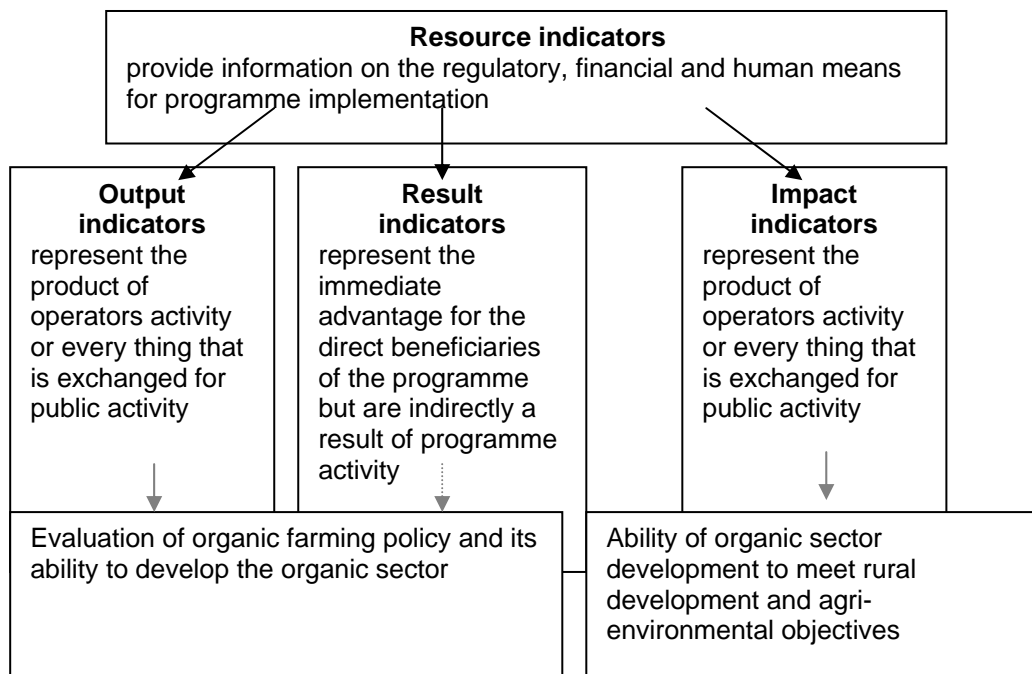 Resource indicators
provide information on the regulatory, financial and human means
for programme implementation
Output
indicators
represent the
product of
operators activity
or every thing that
is exchanged for
public activity
Result
indicators
represent the
immediate
advantage for the
direct beneficiaries
of the programme
but are indirectly a
result of programme
activity
Impact
indicators
represent the
product of
operators activity
or every thing that
is exchanged for
public activity
Evaluation of organic farming policy and its
ability to develop the organic sector
Ability of organic sector
development to meet rural
development and agri-
environmental objectives